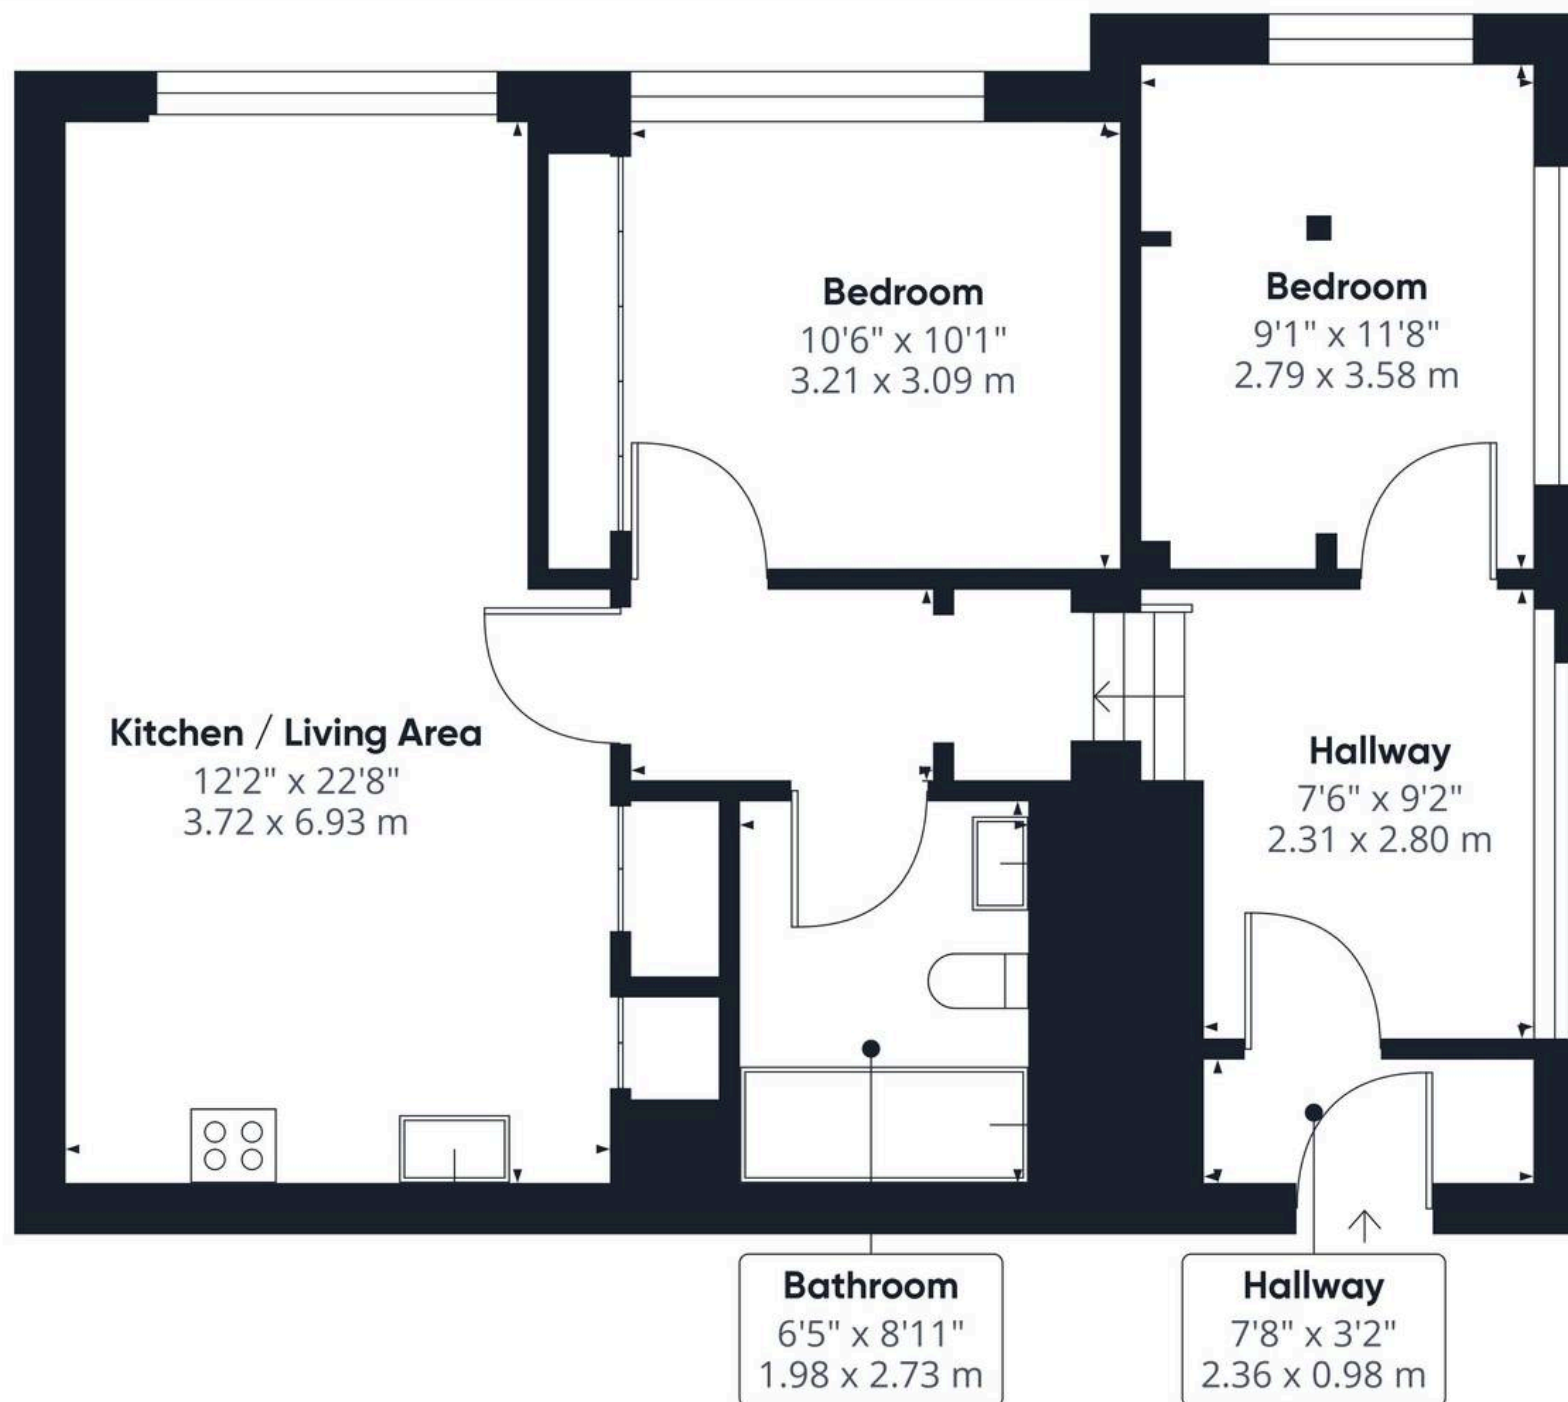 Bedroom
10'6" x 10'1"
3.21 x 3.09 m
Bedroom
9'1" x 11'8"
2.79 x 3.58 m
Kitchen / Living Area
12'2" x 22'8"
3.72 x 6.93 m
Hallway
7'6" x 9'2"
2.31 x 2.80 m
Bathroom
6'5" x 8'11"
1.98 x 2.73 m
Hallway
7'8" x 3'2"
2.36 x 0.98 m